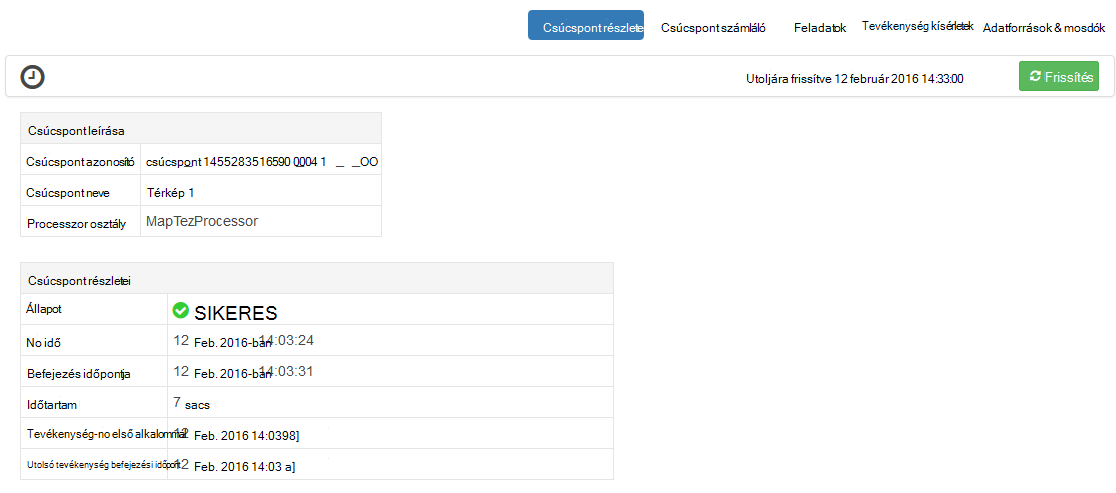 Csúcspont részletei Csúcspont számláló Feladatok Tevékenység kísérletek Adatforrások & mosdók
Utoljára frissítve 12 február 2016 14:33:00 Frissítés
Csúcspont leírása
Csúcspont azonosító csúcspont 1455283516590 0004 1 _ _OO
Csúcspont neve Térkép 1
Processzor osztály MapTezProcessor
Csúcspont részletei
Állapot SIKERES
No idő 12 Feb. 2016-bán 14:03:24
Befejezés időpontja 12 Feb. 2016-bán 14:03:31
Időtartam 7 sacs
Tevékenység-no első alkalommal 12 Feb. 2016 14:0398]
Utolsó tevékenység befejezési időpont 12 Feb. 2016 14:03 a]